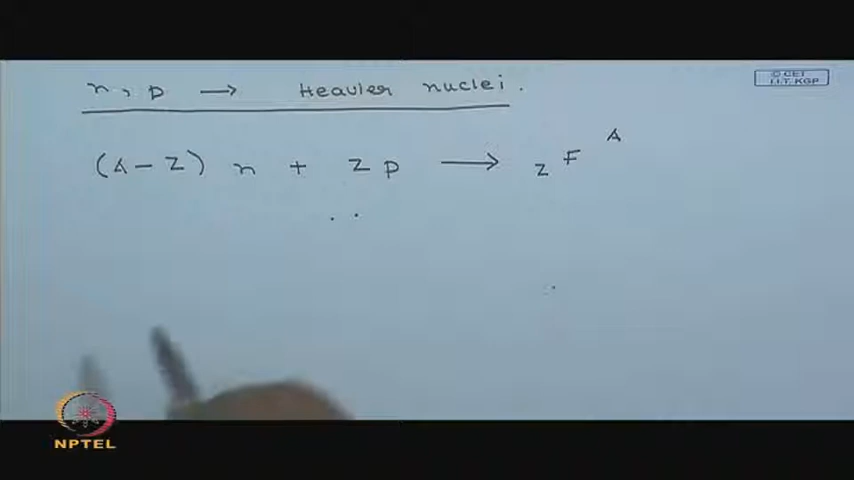 © CET
I.I.T. KGP
n, p → Heavier nuclei.
(A-Z) n + Z p → Z F A
NPTEL